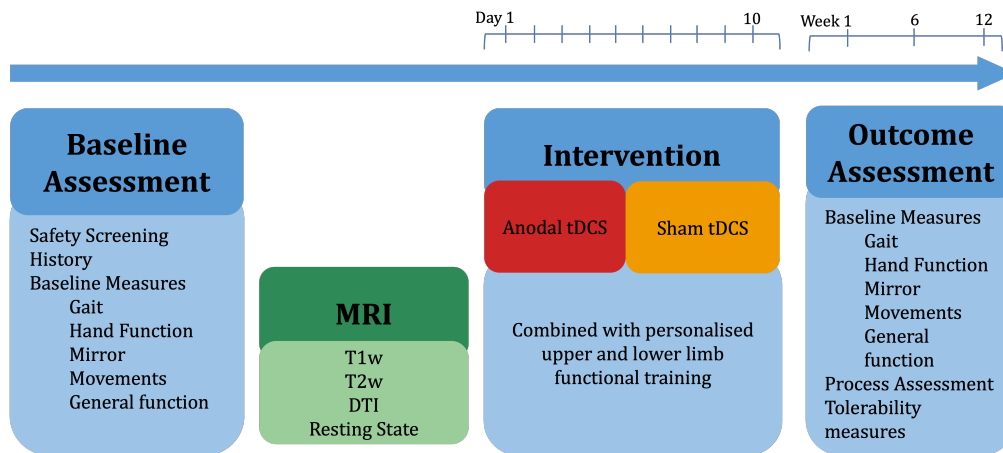 Day 1
10
Week 1
6
12
Baseline
Assessment
Safety Screening
History
Baseline Measures
Gait
Hand Function
Mirror
Movements
General function
MRI
T1w
T2w
DTI
Resting State
Intervention
Anodal tDCS
Sham tDCS
Combined with personalised
upper and lower limb
functional training
Outcome
Assessment
Baseline Measures
Gait
Hand Function
Mirror
Movements
General
function
Process Assessment
Tolerability
measures